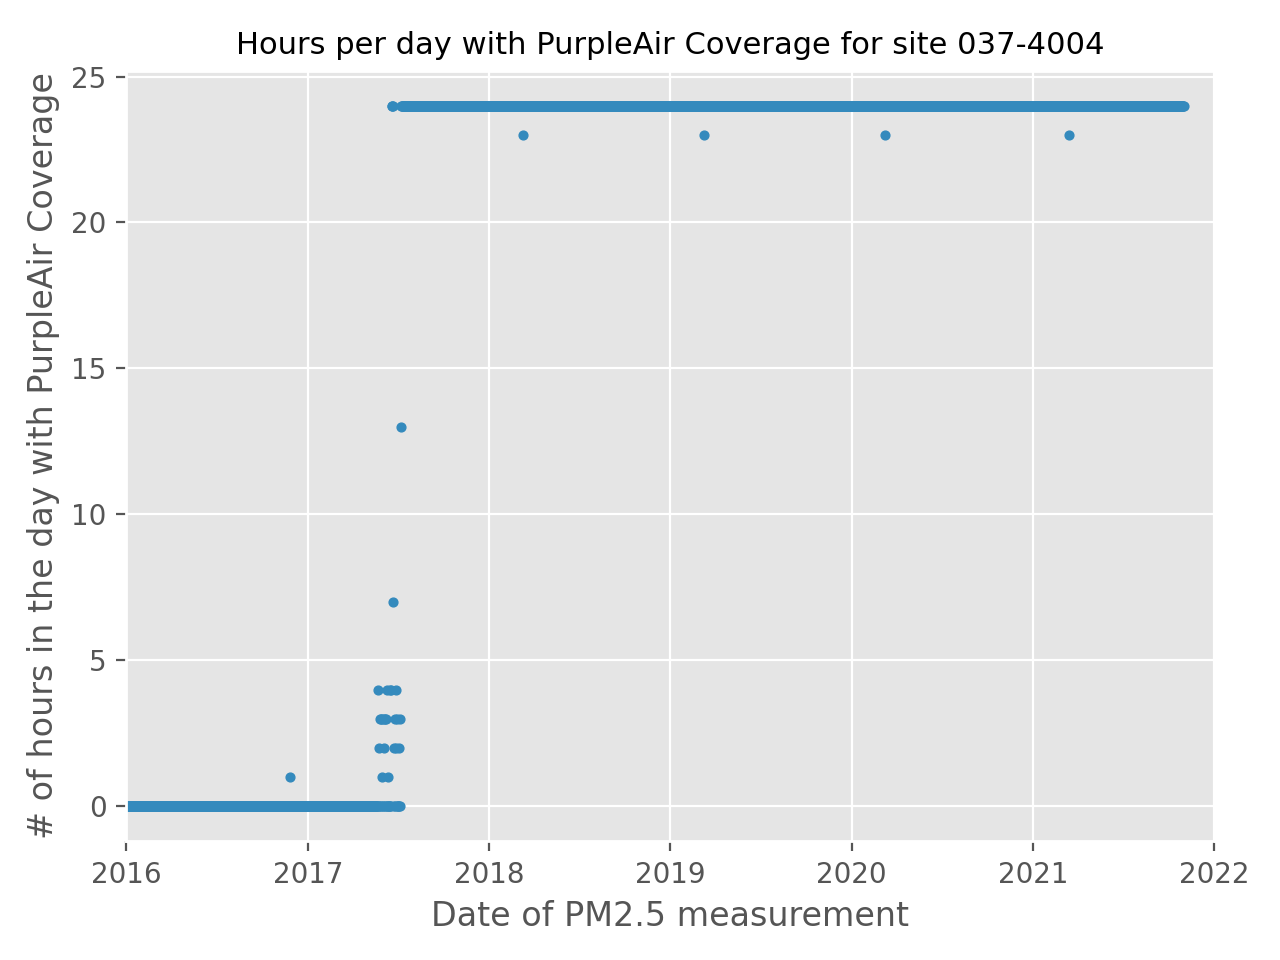 Hours per day with PurpleAir Coverage for site 037-4004
# of hours in the day with PurpleAir Coverage
25
20
15
10
5
0
2016 2017 2018 2019 2020 2021 2022
Date of PM2.5 measurement